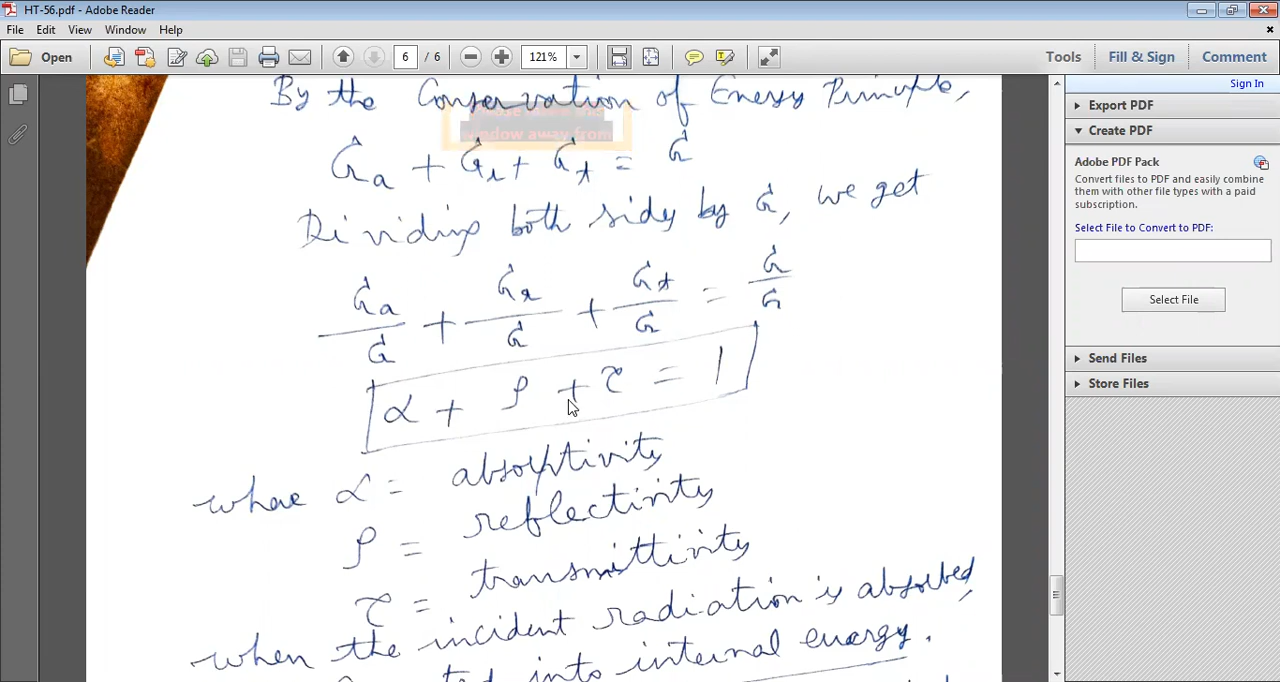 HT-56.pdf - Adobe Reader
File Edit View Window Help
Open 6 / 6 121% Tools Fill & Sign Comment
Sign In
Export PDF
Create PDF
Adobe PDF Pack
Convert files to PDF and easily combine
them with other file types with a paid
subscription.
Select File to Convert to PDF:
Select File
Send Files
Store Files
By the Conservation of Energy Principle,
window away from
Ga + Gr + Gt = G
Dividing both side by G, we get
Ga/G + Gr/G + Gt/G = G/G
α + ρ + τ = 1
where α = absorptivity
ρ = reflectivity
τ = transmittivity
when the incident radiation is absorbed,
into internal energy.